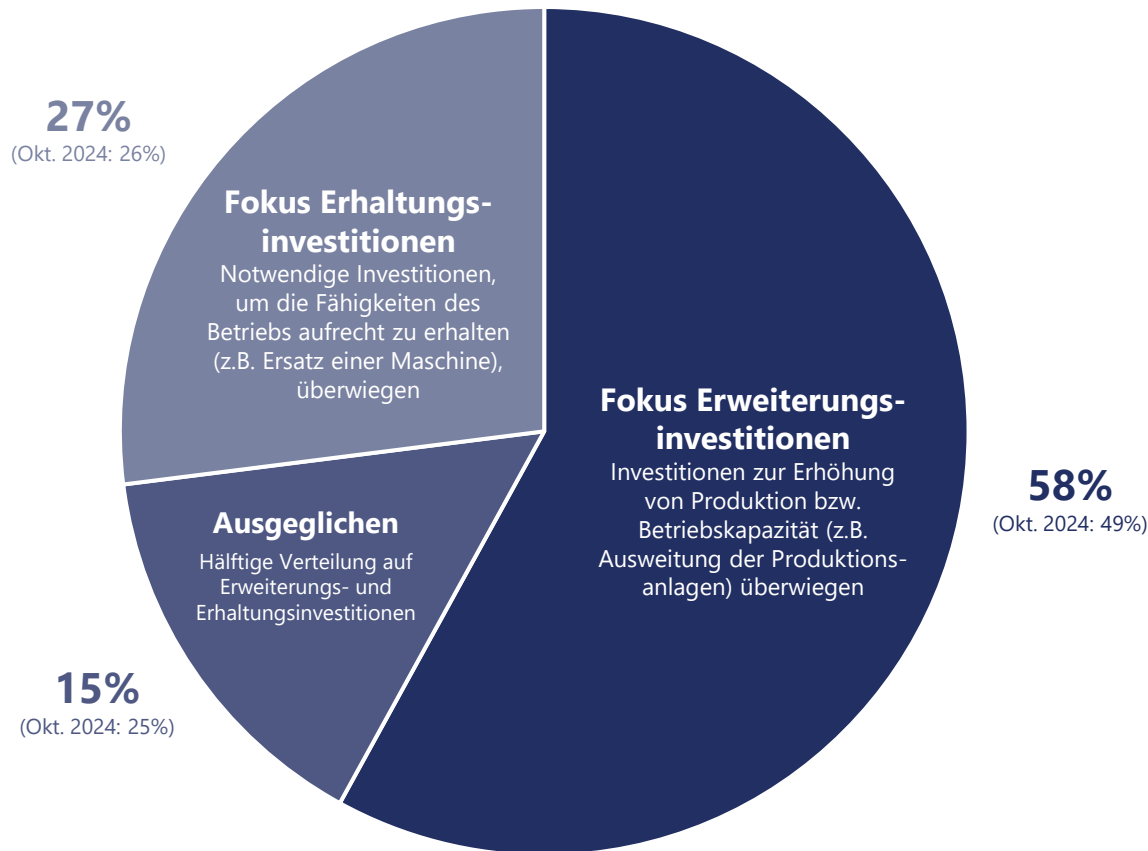 27%
(Okt. 2024: 26%)
Fokus Erhaltungs-
investitionen
Notwendige Investitionen,
um die Fähigkeiten des
Betriebs aufrecht zu erhalten
(z.B. Ersatz einer Maschine),
überwiegen
Fokus Erweiterungs-
investitionen
Investitionen zur Erhöhung
von Produktion bzw.
Betriebskapazität (z.B.
Ausweitung der Produktions-
anlagen) überwiegen
58%
(Okt. 2024: 49%)
Ausgeglichen
Hälftige Verteilung auf
Erweiterungs- und
Erhaltungsinvestitionen
15%
(Okt. 2024: 25%)